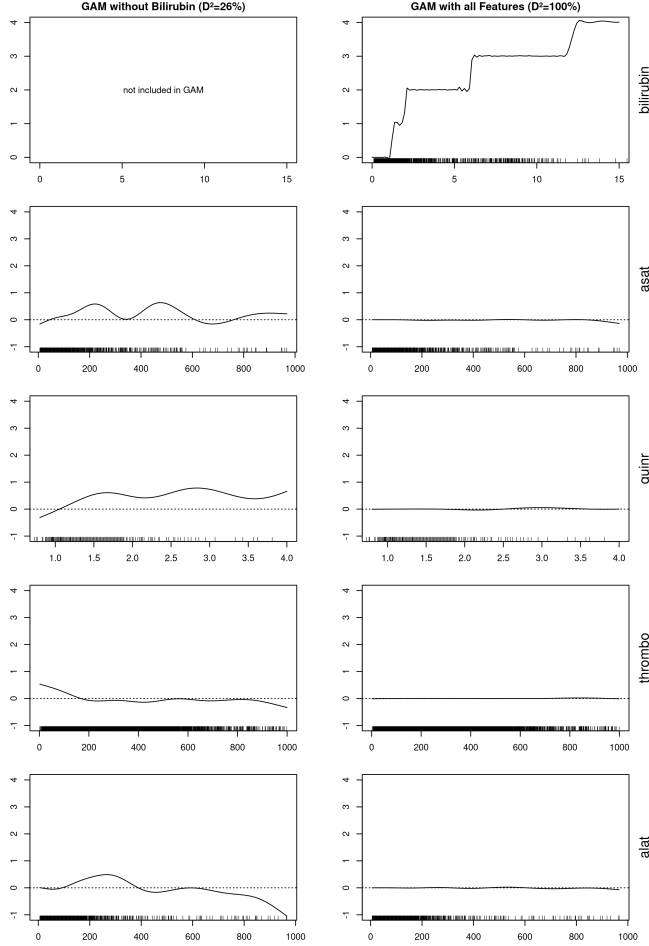 GAM without Bilirubin (D²=26%) GAM with all Features (D²=100%)
0 1 2 3 4
not included in GAM
0 5 10 15
0 1 2 3 4
0 5 10 15
bilirubin
-1 0 1 2 3 4
0 200 400 600 800 1000
-1 0 1 2 3 4
0 200 400 600 800 1000
asat
-1 0 1 2 3 4
1.0 1.5 2.0 2.5 3.0 3.5 4.0
-1 0 1 2 3 4
1.0 1.5 2.0 2.5 3.0 3.5 4.0
quinr
-1 0 1 2 3 4
0 200 400 600 800 1000
-1 0 1 2 3 4
0 200 400 600 800 1000
thrombo
-1 0 1 2 3 4
0 200 400 600 800 1000
-1 0 1 2 3 4
0 200 400 600 800 1000
alat